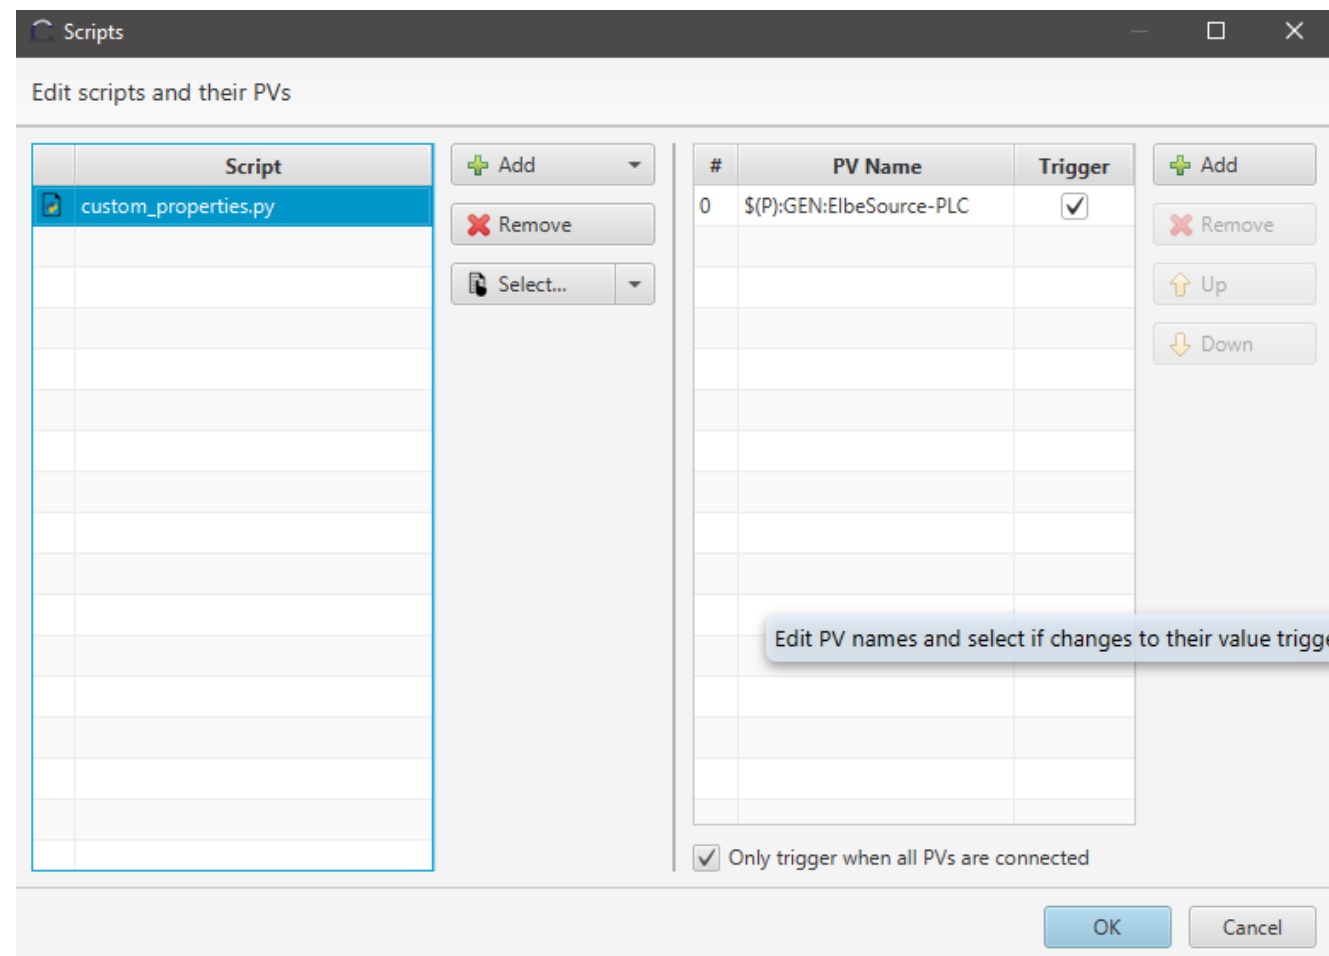 Scripts
Edit scripts and their PVs
Script
custom_properties.py
Add
Remove
Select...
# PV Name Trigger
0 $(P):GEN:ElbeSource-PLC
Add
Remove
Up
Down
Edit PV names and select if changes to their value trigge
Only trigger when all PVs are connected
OK Cancel